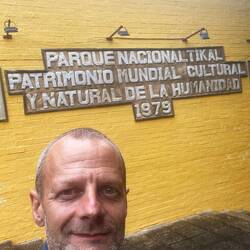 PARQUE NACIONAL TIKAL
PATRIMONIO MUNDIAL CULTURAL
Y NATURAL DE LA HUMANIDAD
1979